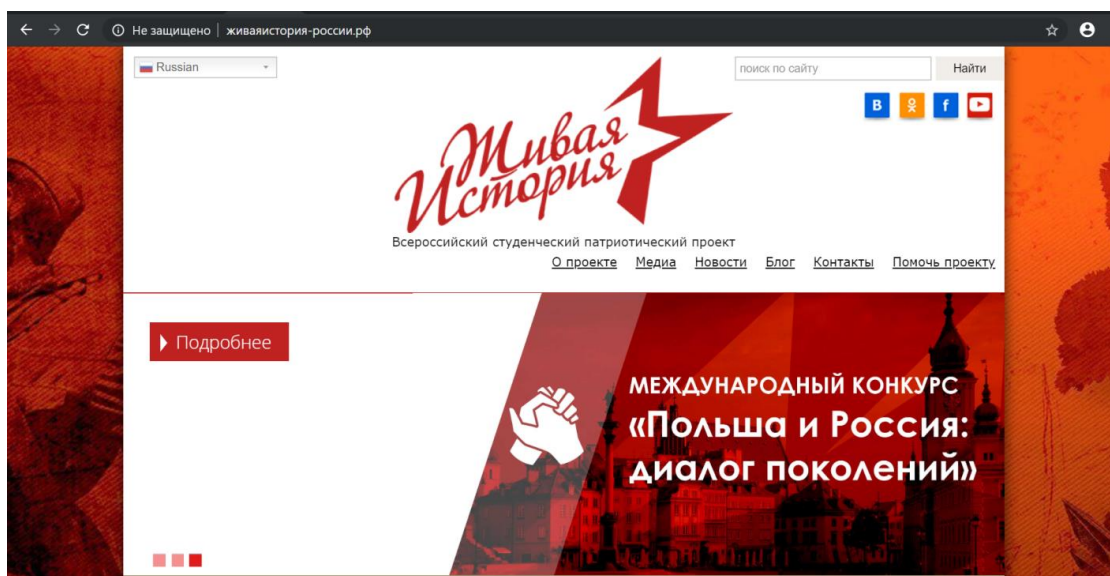 Не защищено | живаяистория-россии.рф
Russian
поиск по сайту
Найти
Живая
История
Всероссийский студенческий патриотический проект
О проекте Медиа Новости Блог Контакты Помочь проекту
Подробнее
МЕЖДУНАРОДНЫЙ КОНКУРС
«Польша и Россия:
диалог поколений»